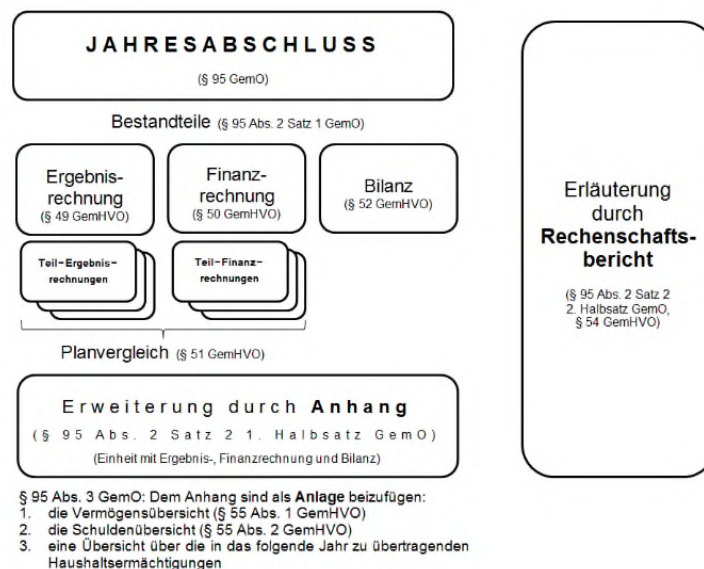 JAHRESABSCHLUSS
(§ 95 GemO)
Bestandteile (§ 95 Abs. 2 Satz 1 GemO)
Ergebnis-
rechnung
(§ 49 GemHVO)
Finanz-
rechnung
(§ 50 GemHVO)
Bilanz
(§ 52 GemHVO)
Teil-Ergebnis-
rechnungen
Teil-Finanz-
rechnungen
Planvergleich (§ 51 GemHVO)
Erweiterung durch Anhang
(§ 95 Abs. 2 Satz 2 1. Halbsatz GemO)
(Einheit mit Ergebnis-, Finanzrechnung und Bilanz)
§ 95 Abs. 3 GemO: Dem Anhang sind als Anlage beizufügen:
1. die Vermögensübersicht (§ 55 Abs. 1 GemHVO)
2. die Schuldenübersicht (§ 55 Abs. 2 GemHVO)
3. eine Übersicht über die in das folgende Jahr zu übertragenden
Haushaltsermächtigungen
Erläuterung
durch
Rechenschafts-
bericht
(§ 95 Abs. 2 Satz 2
2. Halbsatz GemO,
§ 54 GemHVO)